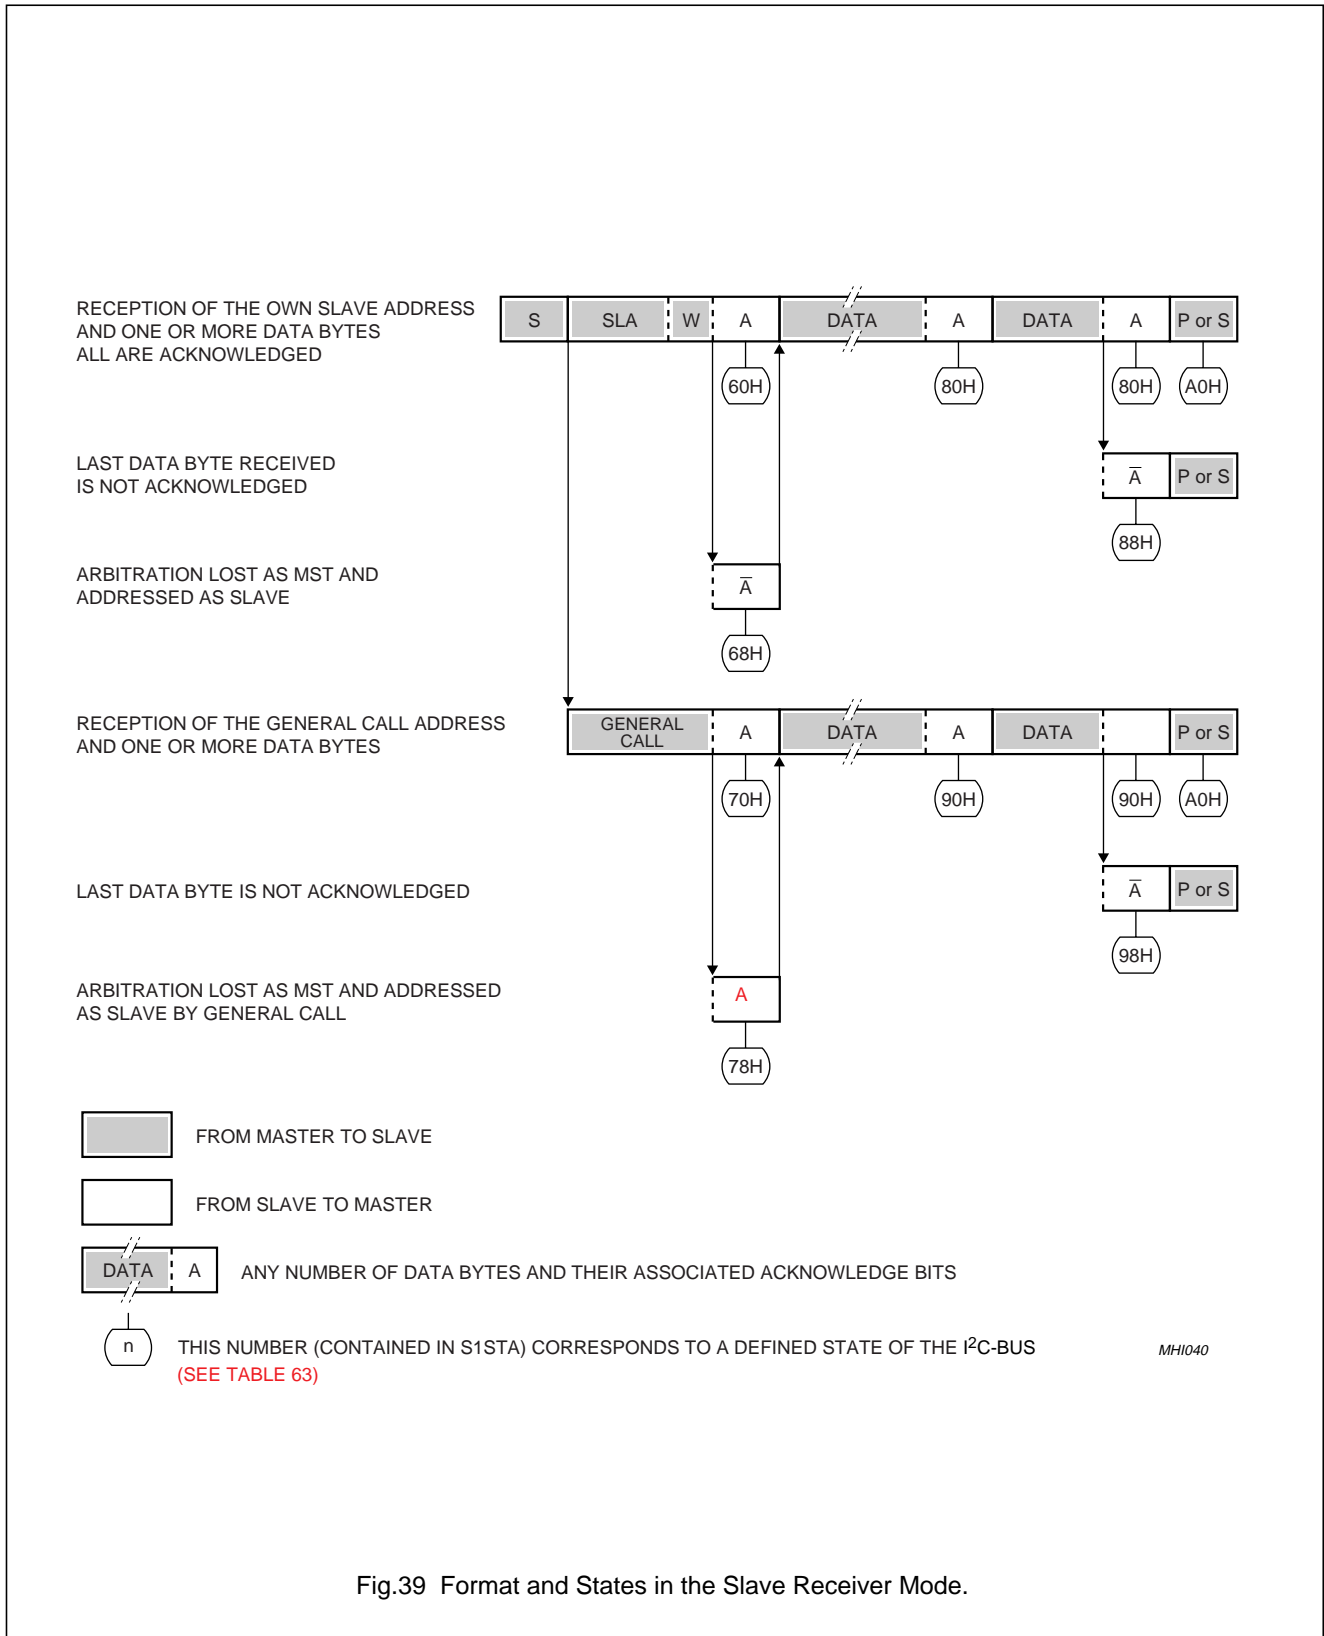 RECEPTION OF THE OWN SLAVE ADDRESS
AND ONE OR MORE DATA BYTES
ALL ARE ACKNOWLEDGED
S SLA W A DATA A DATA A P or S
60H 80H 80H A0H
LAST DATA BYTE RECEIVED
IS NOT ACKNOWLEDGED
A̅ P or S
88H
ARBITRATION LOST AS MST AND
ADDRESSED AS SLAVE
A̅
68H
RECEPTION OF THE GENERAL CALL ADDRESS
AND ONE OR MORE DATA BYTES
GENERAL
CALL
A DATA A DATA P or S
70H 90H 90H A0H
LAST DATA BYTE IS NOT ACKNOWLEDGED
A̅ P or S
98H
ARBITRATION LOST AS MST AND ADDRESSED
AS SLAVE BY GENERAL CALL
A
78H
FROM MASTER TO SLAVE
FROM SLAVE TO MASTER
DATA A ANY NUMBER OF DATA BYTES AND THEIR ASSOCIATED ACKNOWLEDGE BITS
n THIS NUMBER (CONTAINED IN S1STA) CORRESPONDS TO A DEFINED STATE OF THE I²C-BUS MHI040
(SEE TABLE 63)
Fig.39 Format and States in the Slave Receiver Mode.